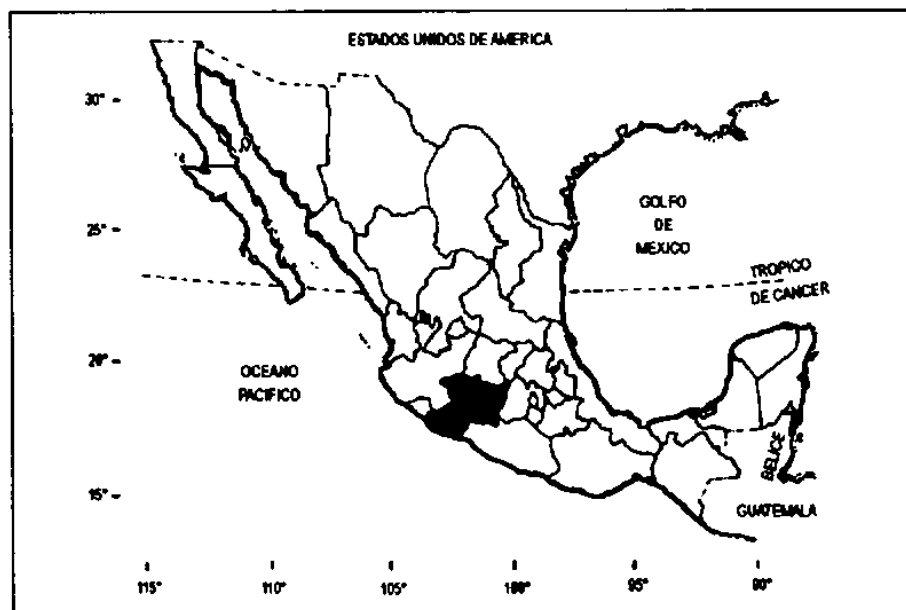 ESTADOS UNIDOS DE AMERICA
30°
GOLFO
DE
MEXICO
25°
TROPICO
DE CANCER
20°
OCEANO
PACIFICO
BELICE
15°
GUATEMALA
115°
110°
105°
100°
95°
90°